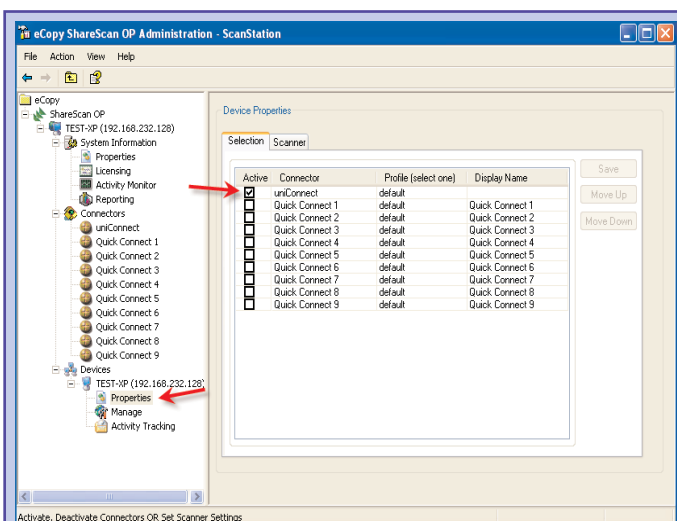 eCopy ShareScan OP Administration - ScanStation
File Action View Help
eCopy
ShareScan OP
TEST-XP (192.168.232.128)
System Information
Properties
Licensing
Activity Monitor
Reporting
Connectors
uniConnect
Quick Connect 1
Quick Connect 2
Quick Connect 3
Quick Connect 4
Quick Connect 5
Quick Connect 6
Quick Connect 7
Quick Connect 8
Quick Connect 9
Devices
TEST-XP (192.168.232.128)
Properties
Manage
Activity Tracking
Device Properties
Selection Scanner
Active Connector Profile (select one) Display Name
uniConnect default
Quick Connect 1 default Quick Connect 1
Quick Connect 2 default Quick Connect 2
Quick Connect 3 default Quick Connect 3
Quick Connect 4 default Quick Connect 4
Quick Connect 5 default Quick Connect 5
Quick Connect 6 default Quick Connect 6
Quick Connect 7 default Quick Connect 7
Quick Connect 8 default Quick Connect 8
Quick Connect 9 default Quick Connect 9
Save
Move Up
Move Down
Activate, Deactivate Connectors OR Set Scanner Settings